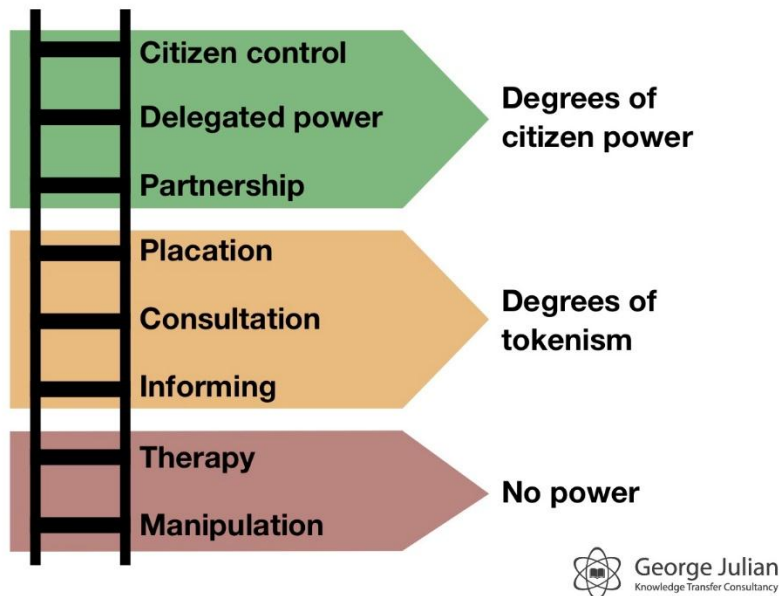 Citizen control
Delegated power
Partnership
Degrees of
citizen power
Placation
Consultation
Informing
Degrees of
tokenism
Therapy
Manipulation
No power
George Julian
Knowledge Transfer Consultancy